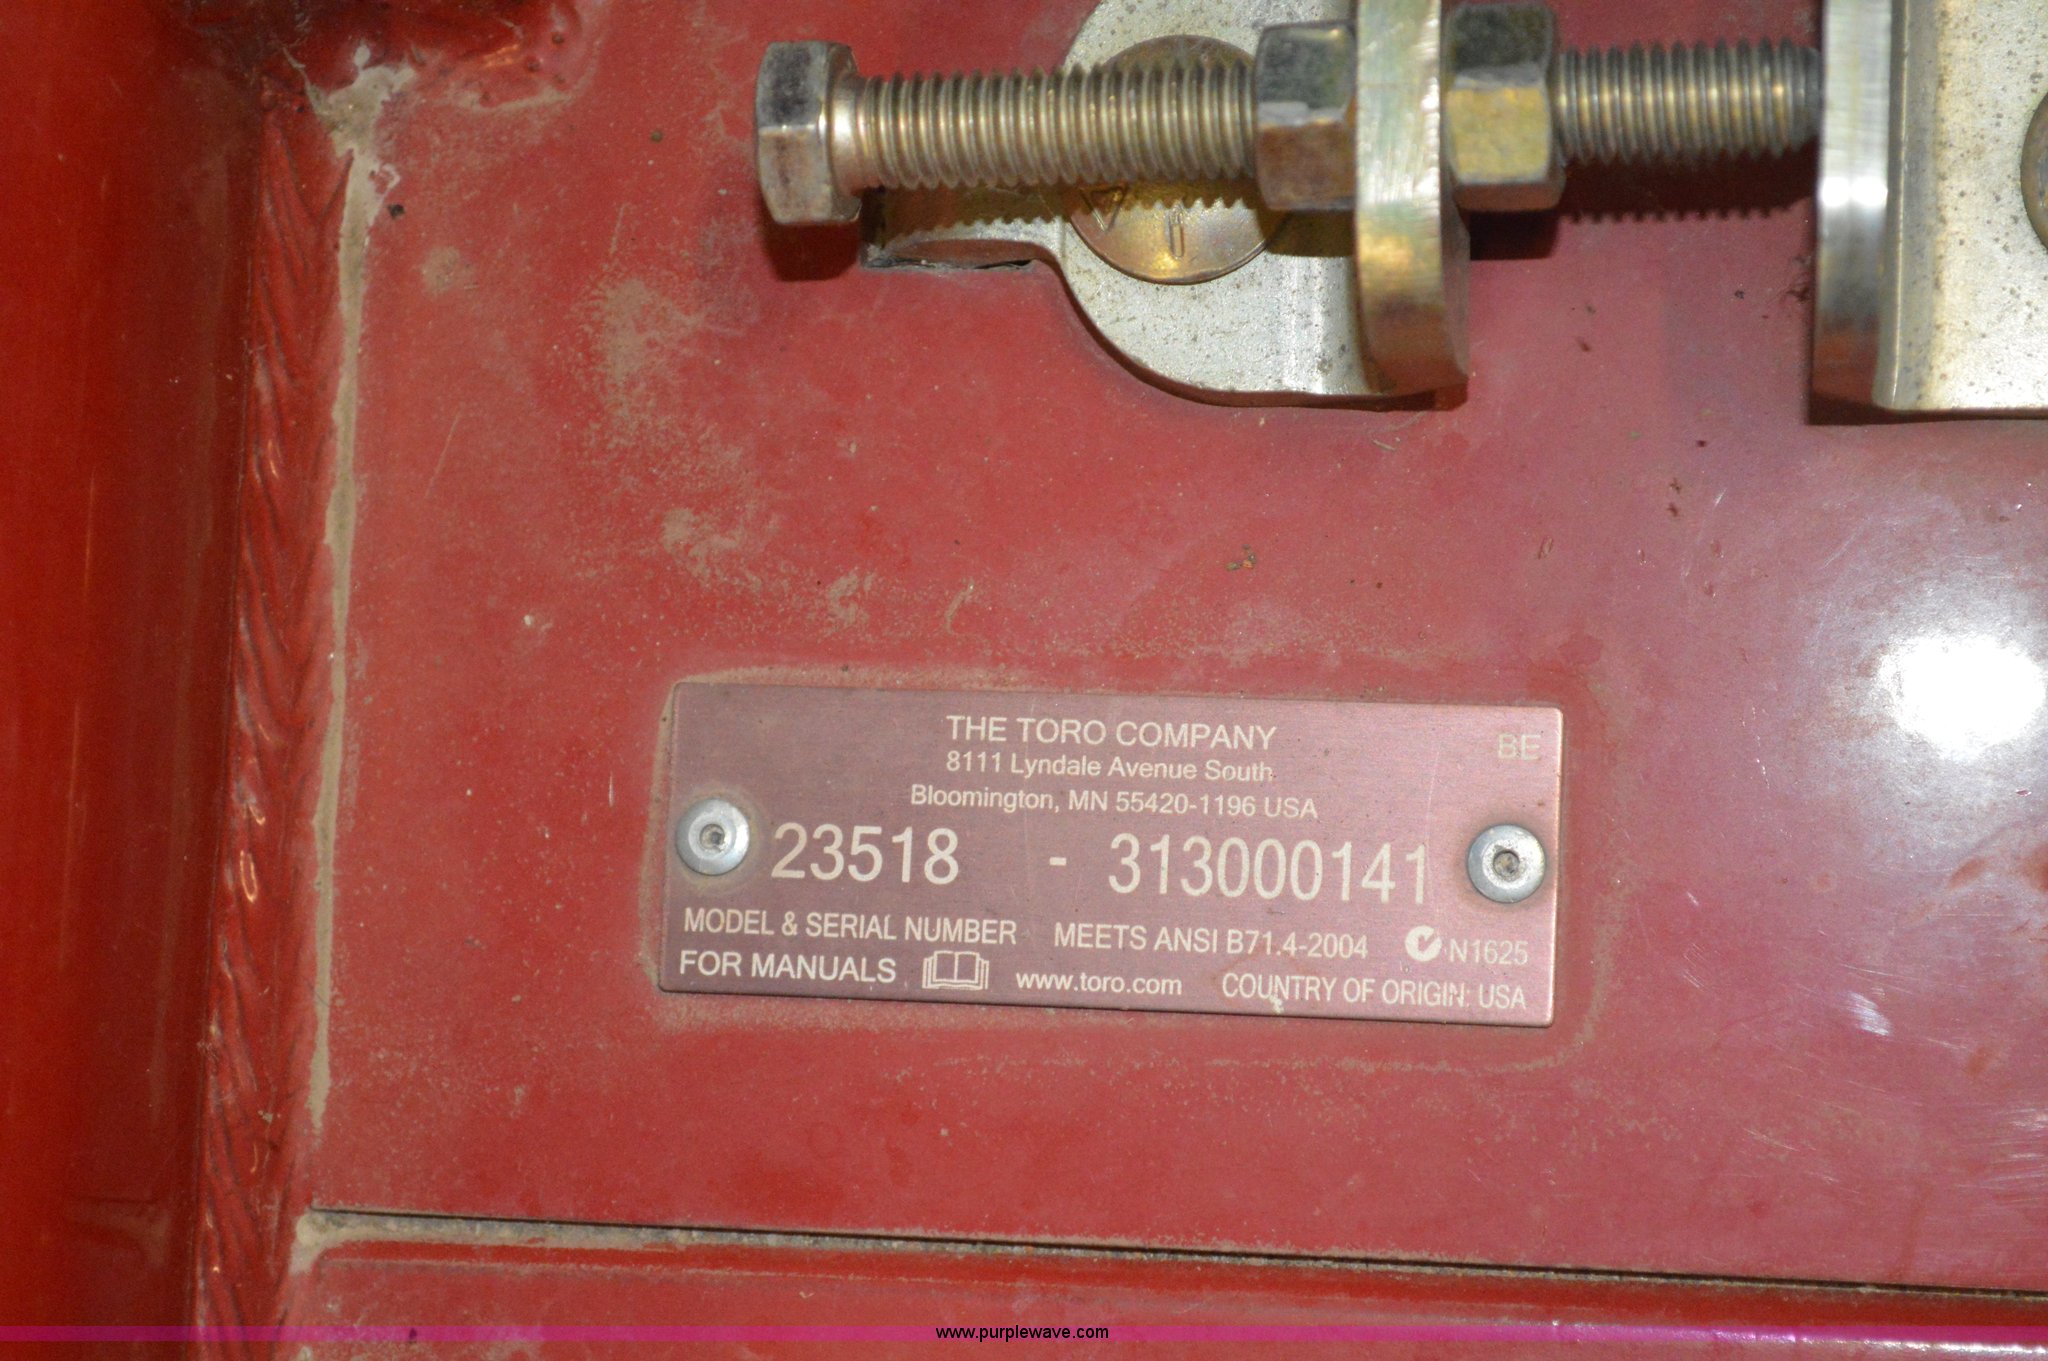 THE TORO COMPANY
BE
8111 Lyndale Avenue South
Bloomington, MN 55420-1196 USA
23518 - 313000141
MODEL & SERIAL NUMBER MEETS ANSI B71.4-2004 N1625
FOR MANUALS www.toro.com COUNTRY OF ORIGIN: USA
www.purplewave.com